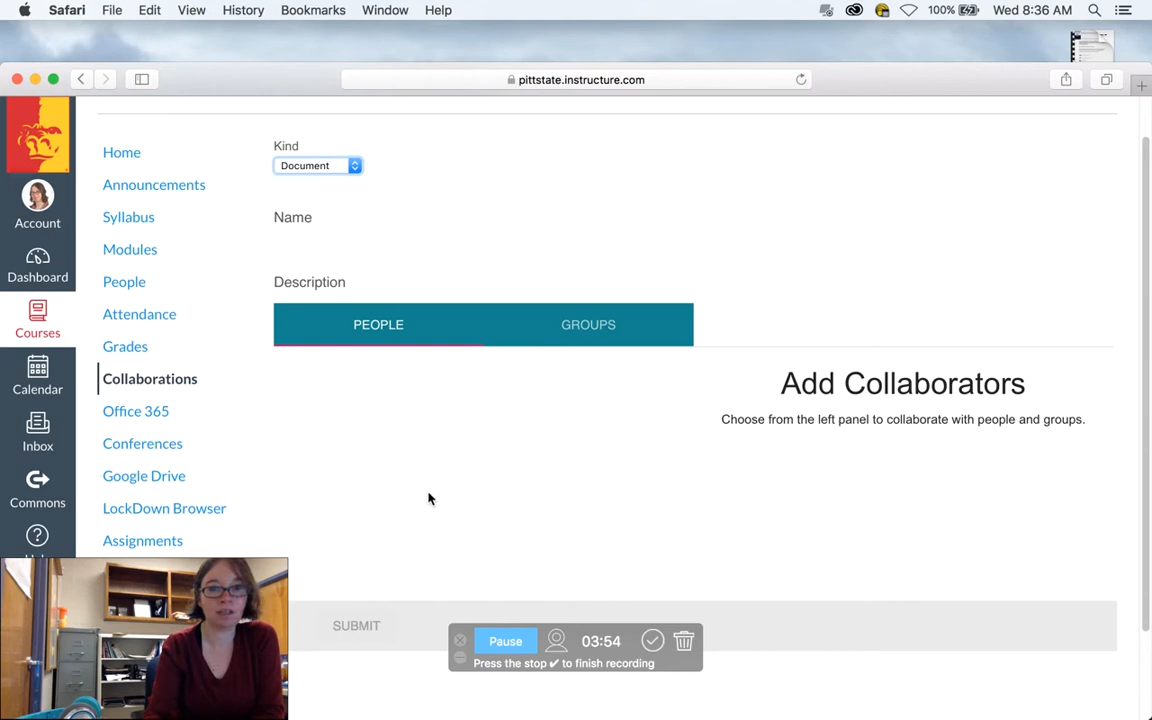 Safari File Edit View History Bookmarks Window Help 100% Wed 8:36 AM
pittstate.instructure.com
Home
Announcements
Syllabus
Modules
People
Attendance
Grades
Collaborations
Office 365
Conferences
Google Drive
LockDown Browser
Assignments
Account
Dashboard
Courses
Calendar
Inbox
Commons
Kind
Document
Name
Description
PEOPLE GROUPS
Add Collaborators
Choose from the left panel to collaborate with people and groups.
SUBMIT
Pause 03:54
Press the stop ✔ to finish recording